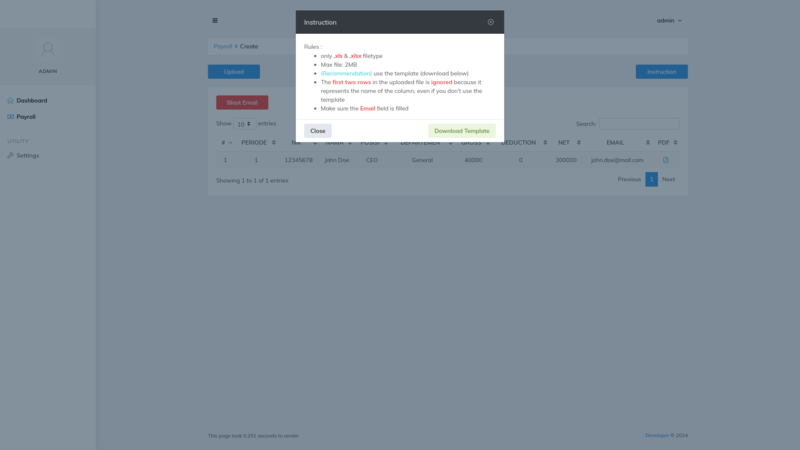 Instruction
admin
Payroll > Create
Rules :
only .xls & .xlsx filetype
Max file: 2MB
(Recommendation) use the template (download below)
The first two rows in the uploaded file is ignored because it
represents the name of the column, even if you don't use the
template
Make sure the Email field is filled
Close
Download Template
ADMIN
Dashboard
Payroll
UTILITY
Settings
Upload
Instruction
Blast Email
Show 10 entries
Search:
# PERIODE NAMA POSISI DEPARTEMEN GROSS DEDUCTION NET EMAIL PDF
1 1 12345678 John Doe CEO General 40000 0 300000 john.doe@mail.com
Showing 1 to 1 of 1 entries
Previous 1 Next
This page took 0.251 seconds to render
Developer © 2024